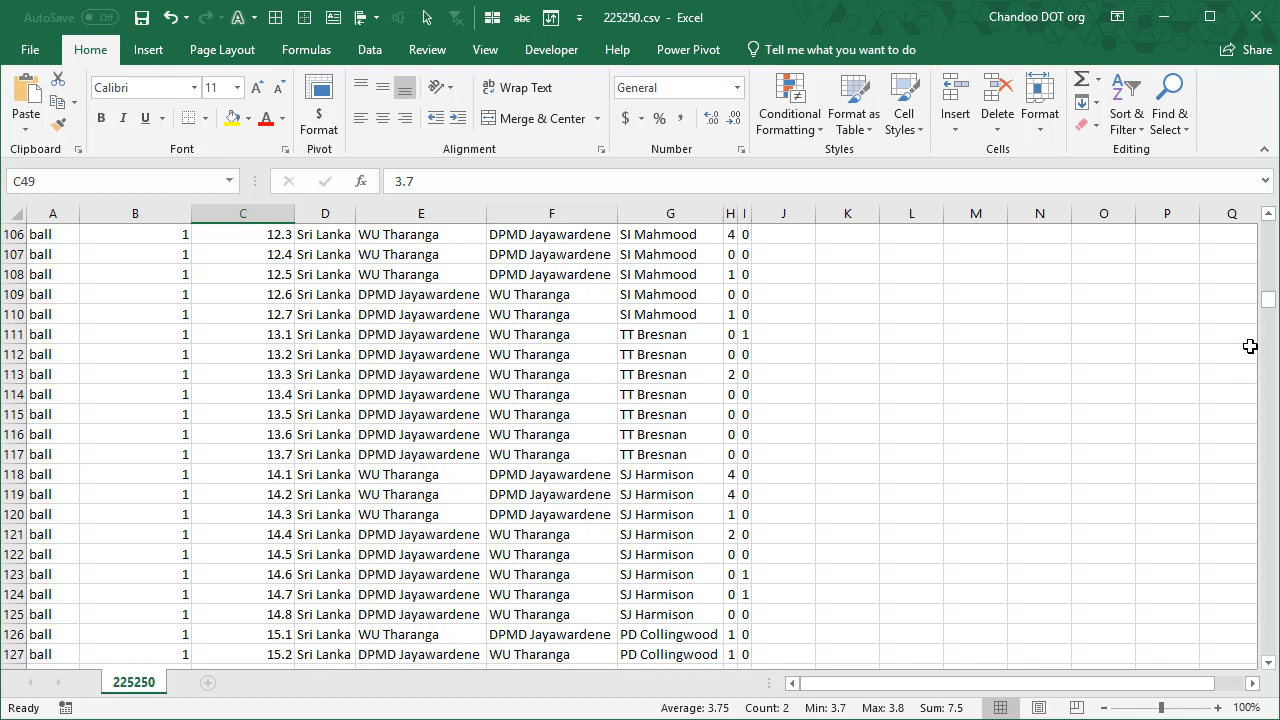 AutoSave Off abc 225250.csv - Excel Chandoo DOT org
File Home Insert Page Layout Formulas Data Review View Developer Help Power Pivot Tell me what you want to do Share
Paste
Clipboard
Calibri 11
B I U
Font
$
Format
Pivot
Wrap Text
Merge & Center
Alignment
General
$ % ,
Number
Conditional
Formatting
Format as
Table
Cell
Styles
Styles
Insert Delete Format
Cells
Sort &
Filter
Find &
Select
Editing
C49 fx 3.7
A B C D E F G H I J K L M N O P Q
106 ball 1 12.3 Sri Lanka WU Tharanga DPMD Jayawardene SI Mahmood 4 0
107 ball 1 12.4 Sri Lanka WU Tharanga DPMD Jayawardene SI Mahmood 0 0
108 ball 1 12.5 Sri Lanka WU Tharanga DPMD Jayawardene SI Mahmood 1 0
109 ball 1 12.6 Sri Lanka DPMD Jayawardene WU Tharanga SI Mahmood 0 0
110 ball 1 12.7 Sri Lanka DPMD Jayawardene WU Tharanga SI Mahmood 1 0
111 ball 1 13.1 Sri Lanka DPMD Jayawardene WU Tharanga TT Bresnan 0 1
112 ball 1 13.2 Sri Lanka DPMD Jayawardene WU Tharanga TT Bresnan 0 0
113 ball 1 13.3 Sri Lanka DPMD Jayawardene WU Tharanga TT Bresnan 2 0
114 ball 1 13.4 Sri Lanka DPMD Jayawardene WU Tharanga TT Bresnan 0 0
115 ball 1 13.5 Sri Lanka DPMD Jayawardene WU Tharanga TT Bresnan 0 0
116 ball 1 13.6 Sri Lanka DPMD Jayawardene WU Tharanga TT Bresnan 0 0
117 ball 1 13.7 Sri Lanka DPMD Jayawardene WU Tharanga TT Bresnan 0 0
118 ball 1 14.1 Sri Lanka WU Tharanga DPMD Jayawardene SJ Harmison 4 0
119 ball 1 14.2 Sri Lanka WU Tharanga DPMD Jayawardene SJ Harmison 4 0
120 ball 1 14.3 Sri Lanka WU Tharanga DPMD Jayawardene SJ Harmison 1 0
121 ball 1 14.4 Sri Lanka DPMD Jayawardene WU Tharanga SJ Harmison 2 0
122 ball 1 14.5 Sri Lanka DPMD Jayawardene WU Tharanga SJ Harmison 0 0
123 ball 1 14.6 Sri Lanka DPMD Jayawardene WU Tharanga SJ Harmison 0 1
124 ball 1 14.7 Sri Lanka DPMD Jayawardene WU Tharanga SJ Harmison 0 1
125 ball 1 14.8 Sri Lanka DPMD Jayawardene WU Tharanga SJ Harmison 0 0
126 ball 1 15.1 Sri Lanka WU Tharanga DPMD Jayawardene PD Collingwood 1 0
127 ball 1 15.2 Sri Lanka DPMD Jayawardene WU Tharanga PD Collingwood 1 0
225250
Ready Average: 3.75 Count: 2 Min: 3.7 Max: 3.8 Sum: 7.5 100%